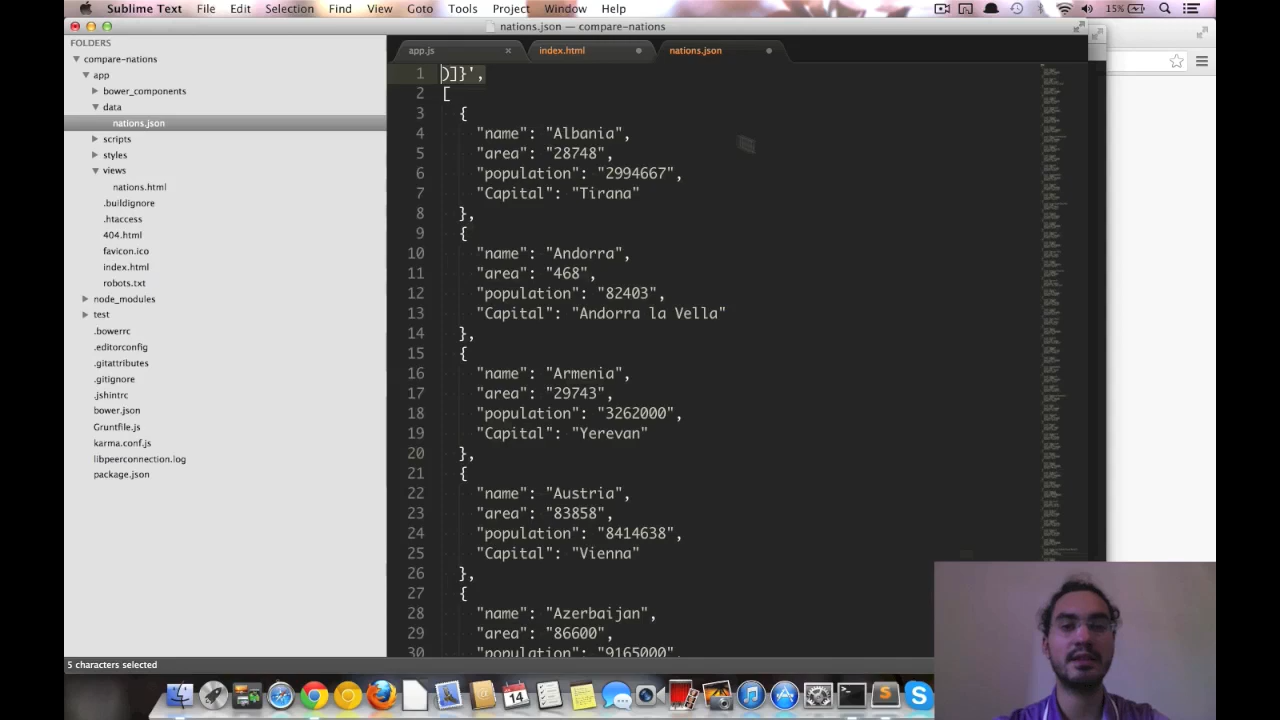 Sublime Text File Edit Selection Find View Goto Tools Project Window Help 15%
nations.json — compare-nations
FOLDERS
compare-nations
app
bower_components
data
nations.json
scripts
styles
views
nations.html
.buildignore
.htaccess
404.html
favicon.ico
index.html
robots.txt
node_modules
test
.bowerrc
.editorconfig
.gitattributes
.gitignore
.jshintrc
bower.json
Gruntfile.js
karma.conf.js
libpeerconnection.log
package.json
app.js index.html nations.json
1 )]}',
2 [
3 {
4 "name": "Albania",
5 "area": "28748",
6 "population": "2994667",
7 "Capital": "Tirana"
8 },
9 {
10 "name": "Andorra",
11 "area": "468",
12 "population": "82403",
13 "Capital": "Andorra la Vella"
14 },
15 {
16 "name": "Armenia",
17 "area": "29743",
18 "population": "3262000",
19 "Capital": "Yerevan"
20 },
21 {
22 "name": "Austria",
23 "area": "83858",
24 "population": "8414638",
25 "Capital": "Vienna"
26 },
27 {
28 "name": "Azerbaijan",
29 "area": "86600",
30 "population": "9165000",
5 characters selected
14